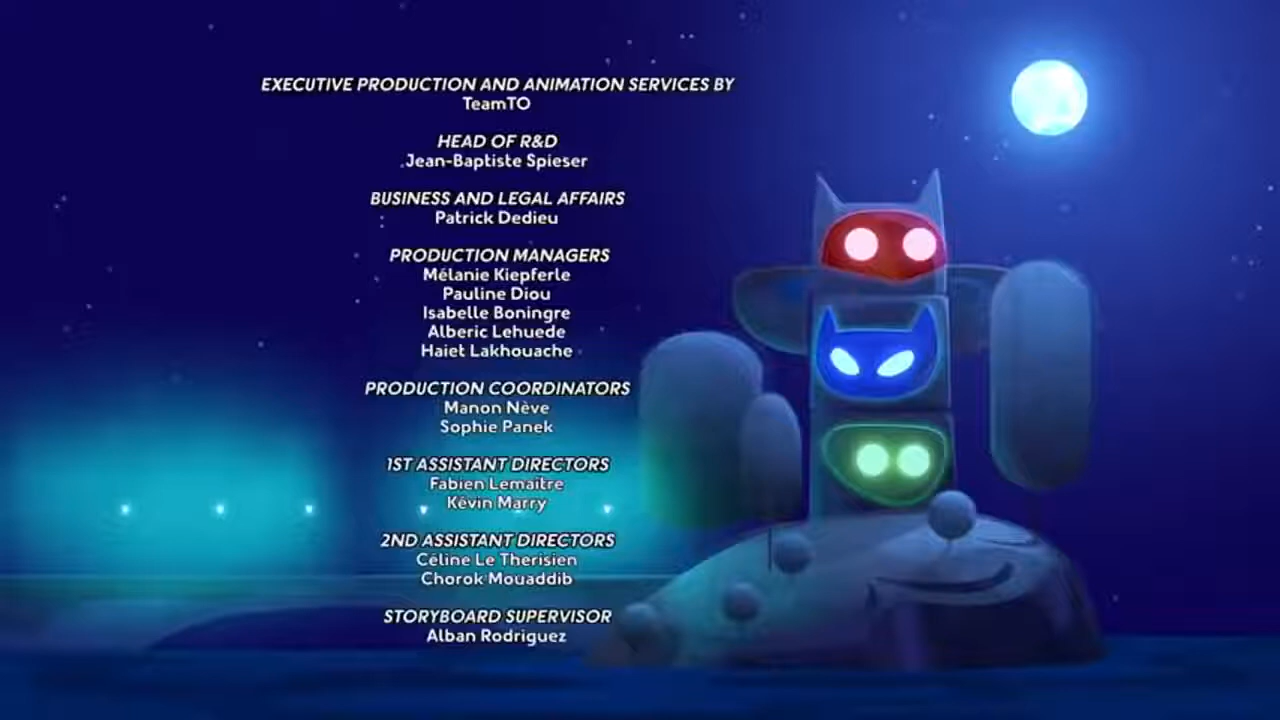 EXECUTIVE PRODUCTION AND ANIMATION SERVICES BY
TeamTO
HEAD OF R&D
Jean-Baptiste Spieser
BUSINESS AND LEGAL AFFAIRS
Patrick Dedieu
PRODUCTION MANAGERS
Mélanie Kiepferle
Pauline Diou
Isabelle Boningre
Alberic Lehuede
Haiet Lakhouache
PRODUCTION COORDINATORS
Manon Nève
Sophie Panek
1ST ASSISTANT DIRECTORS
Fabien Lemaitre
Kévin Marry
2ND ASSISTANT DIRECTORS
Céline Le Therisien
Chorok Mouaddib
STORYBOARD SUPERVISOR
Alban Rodriguez